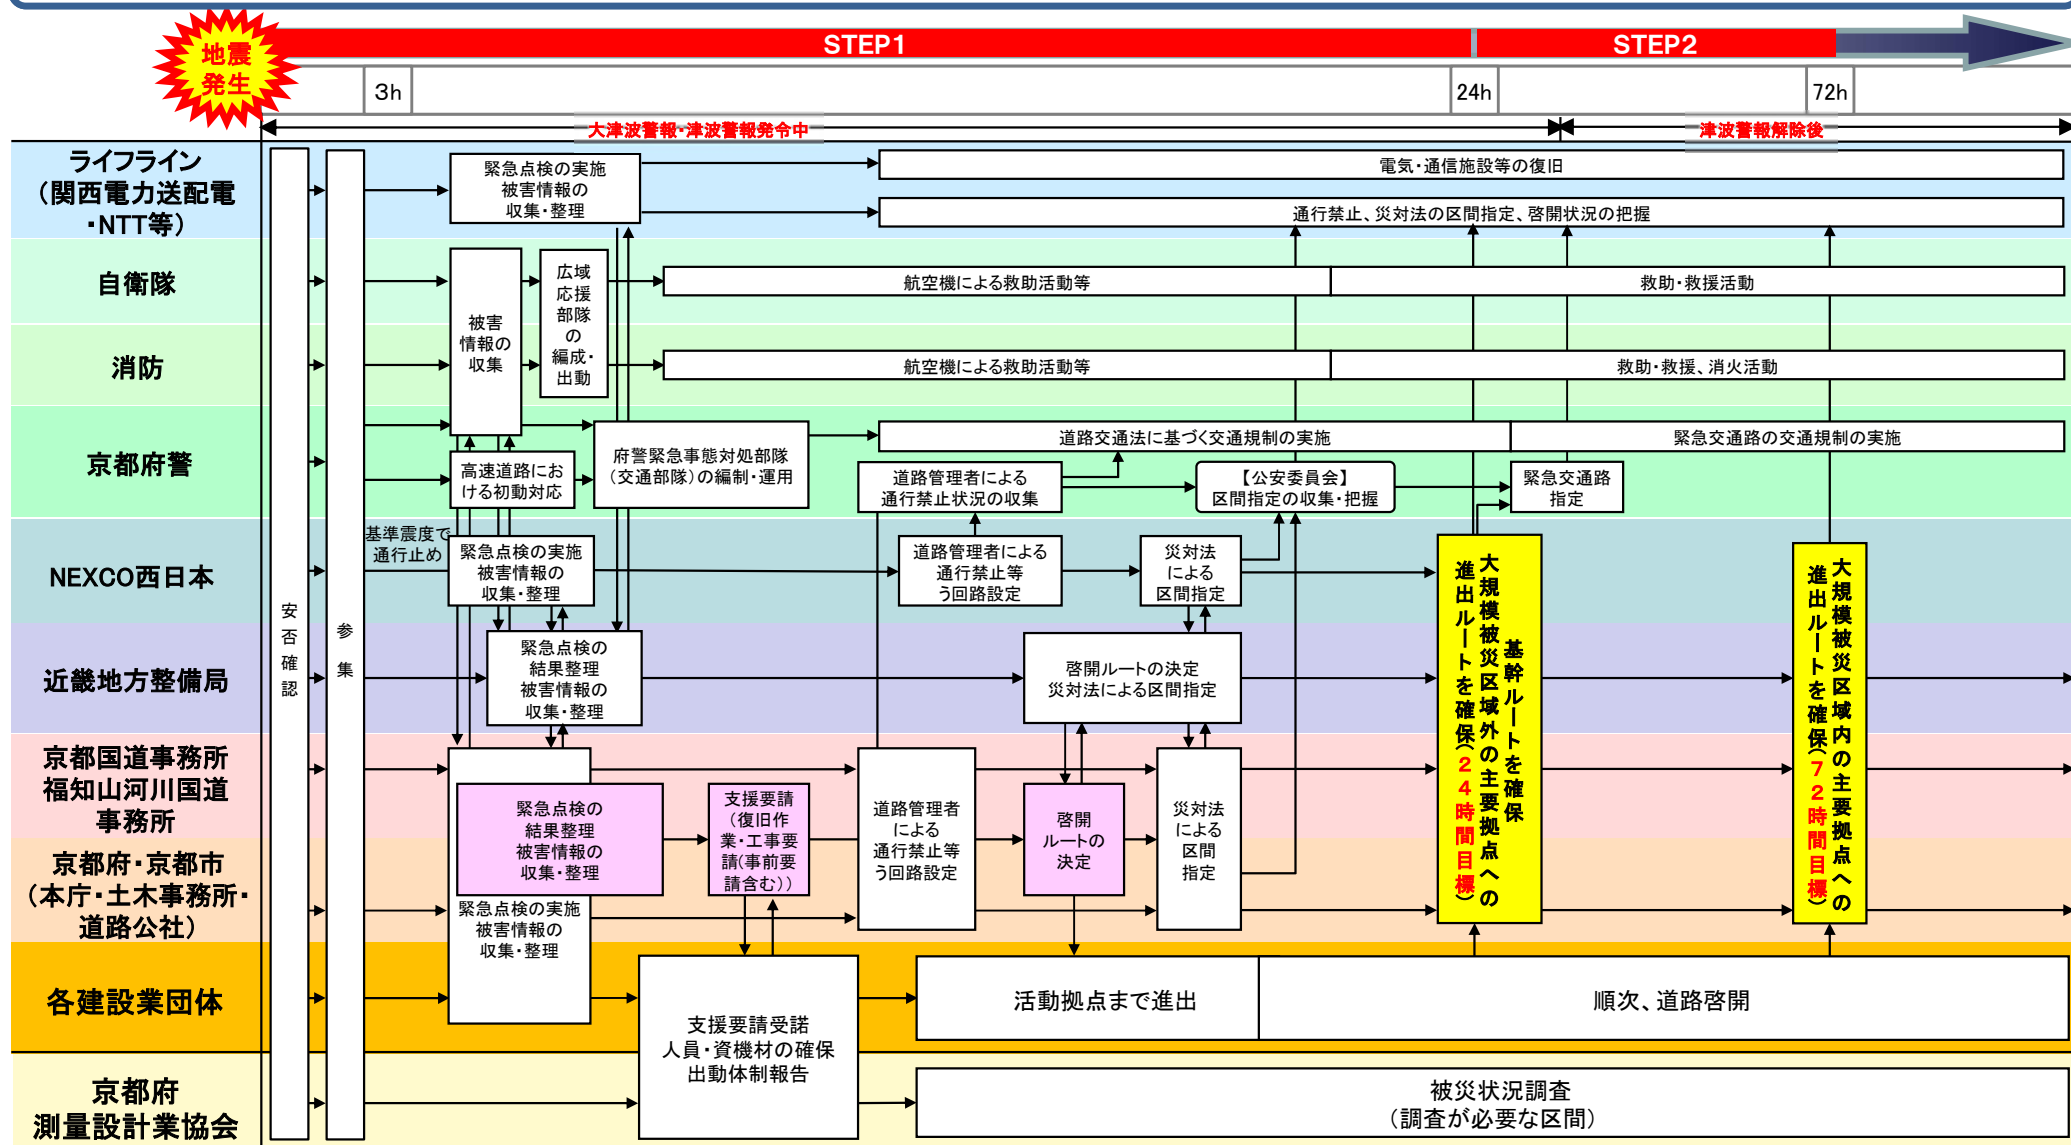 地震
発生
STEP1
STEP2
3h
24h
72h
大津波警報・津波警報発令中
津波警報解除後
ライフライン
（関西電力送配電
・NTT等）
緊急点検の実施
被害情報の
収集・整理
電気・通信施設等の復旧
通行禁止、災対法の区間指定、啓開状況の把握
自衛隊
被害
情報の
収集
広域
応援
部隊
の
編成・
出動
航空機による救助活動等
救助・救援活動
消防
航空機による救助活動等
救助・救援、消火活動
京都府警
高速道路にお
ける初動対応
府警緊急事態対処部隊
（交通部隊）の編制・運用
道路交通法に基づく交通規制の実施
緊急交通路の交通規制の実施
道路管理者による
通行禁止状況の収集
【公安委員会】
区間指定の収集・把握
緊急交通路
指定
NEXCO西日本
基準震度で
通行止め
緊急点検の実施
被害情報の
収集・整理
道路管理者による
通行禁止等
う回路設定
災対法
による
区間指定
安否確認
参集
近畿地方整備局
緊急点検の
結果整理
被害情報の
収集・整理
啓開ルートの決定
災対法による区間指定
基幹ルートを確保
大規模被災区域外の主要拠点への
進出ルートを確保（24時間目標）
大規模被災区域内の主要拠点への
進出ルートを確保（72時間目標）
京都国道事務所
福知山河川国道
事務所
緊急点検の
結果整理
被害情報の
収集・整理
支援要請
（復旧作
業・工事要
請(事前要
請含む)）
道路管理者
による
通行禁止等
う回路設定
啓開
ルートの
決定
災対法
による
区間
指定
京都府・京都市
（本庁・土木事務所・
道路公社）
緊急点検の実施
被害情報の
収集・整理
各建設業団体
支援要請受諾
人員・資機材の確保
出動体制報告
活動拠点まで進出
順次、道路啓開
京都府
測量設計業協会
被災状況調査
（調査が必要な区間）